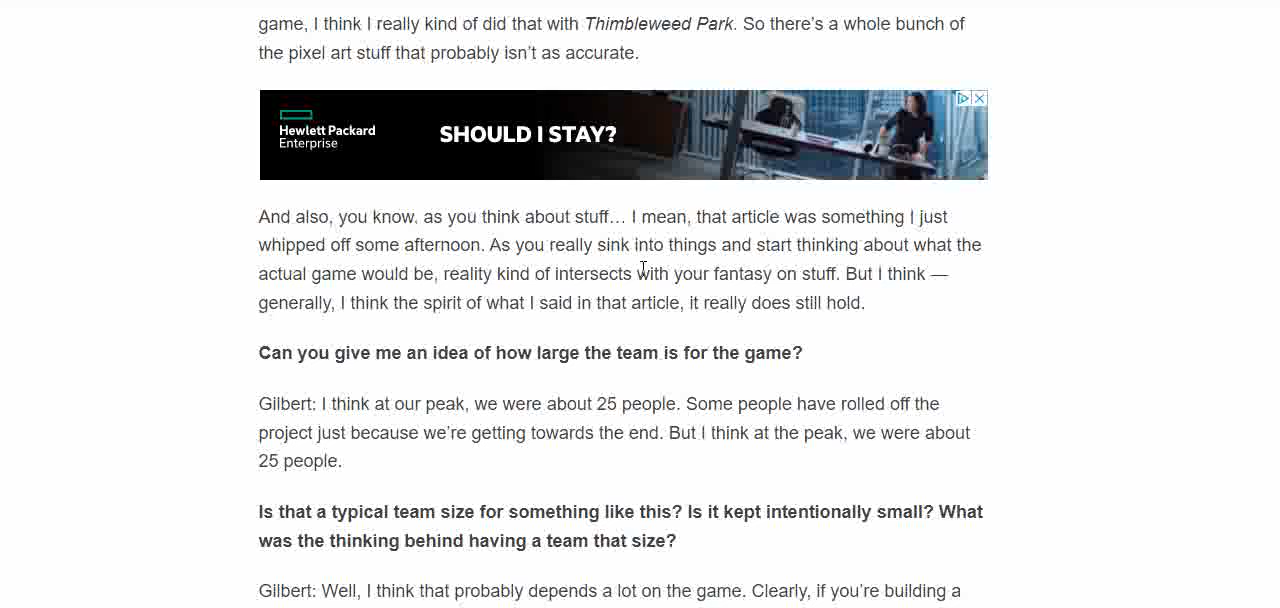 game, I think I really kind of did that with Thimbleweed Park. So there’s a whole bunch of
the pixel art stuff that probably isn’t as accurate.
Hewlett Packard
Enterprise
SHOULD I STAY?
And also, you know. as you think about stuff… I mean, that article was something I just
whipped off some afternoon. As you really sink into things and start thinking about what the
actual game would be, reality kind of intersects with your fantasy on stuff. But I think —
generally, I think the spirit of what I said in that article, it really does still hold.
Can you give me an idea of how large the team is for the game?
Gilbert: I think at our peak, we were about 25 people. Some people have rolled off the
project just because we’re getting towards the end. But I think at the peak, we were about
25 people.
Is that a typical team size for something like this? Is it kept intentionally small? What
was the thinking behind having a team that size?
Gilbert: Well, I think that probably depends a lot on the game. Clearly, if you’re building a